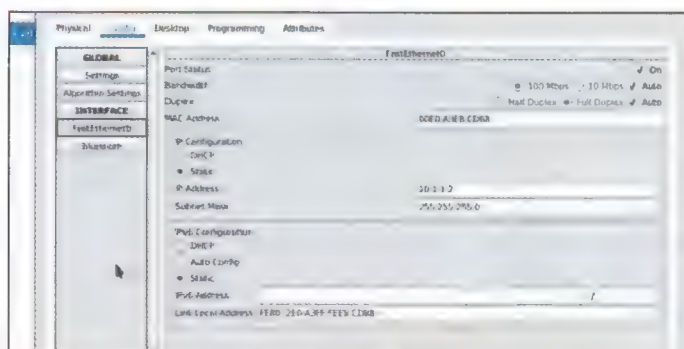 Physical Desktop Programming Attributes
GLOBAL
Settings
Algorithm Settings
INTERFACE
FastEthernet0
Bluetooth
FastEthernet0
Port Status On
Bandwidth 100 Mbps 10 Mbps Auto
Duplex Half Duplex Full Duplex Auto
MAC Address
IP Configuration
DHCP
Static
IP Address 10.1.1.2
Subnet Mask 255.255.255.0
IPv6 Configuration
DHCP
Auto Config
Static
IPv6 Address /
Link Local Address